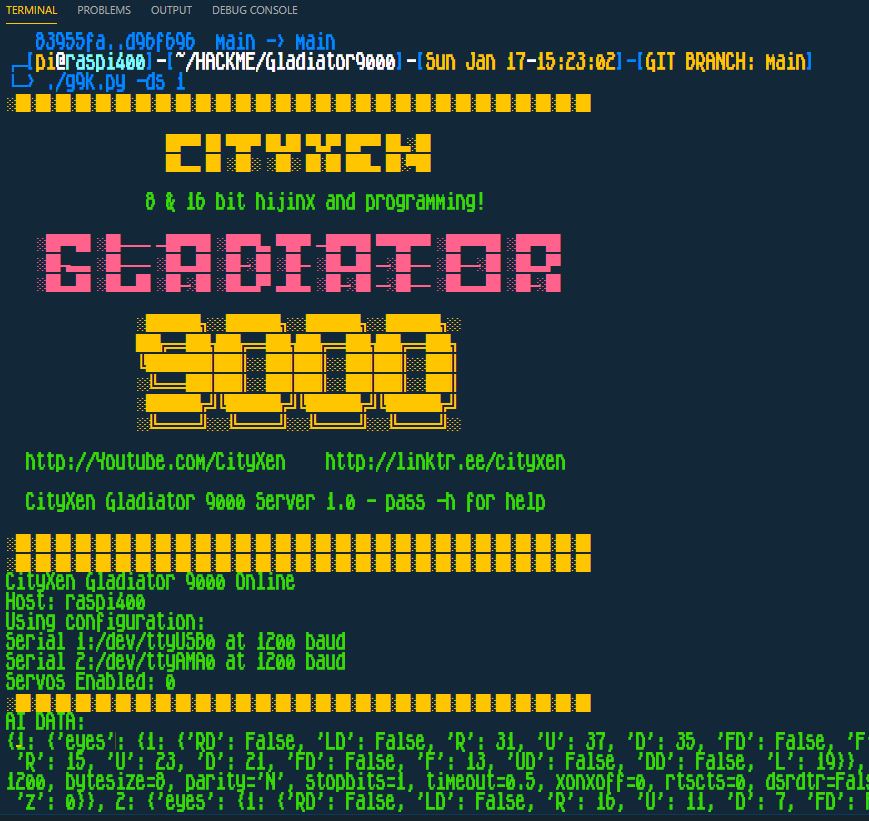 TERMINAL PROBLEMS OUTPUT DEBUG CONSOLE
83955fa..d96f696 main -> main
[pi@raspi400]-[~/HACKME/Gladiator9000]-[Sun Jan 17-15:23:02]-[GIT BRANCH: main]
> ./g9k.py -ds 1
CITYXEN
8 & 16 bit hijinx and programming!
GLADIATOR
9000
http://Youtube.com/CityXen http://linktr.ee/cityxen
CityXen Gladiator 9000 Server 1.0 - pass -h for help
CityXen Gladiator 9000 Online
Host: raspi400
Using configuration:
Serial 1:/dev/ttyUSB0 at 1200 baud
Serial 2:/dev/ttyAMA0 at 1200 baud
Servos Enabled: 0
AI DATA:
{1: {'eyes': {1: {'RD': False, 'LD': False, 'R': 31, 'U': 37, 'D': 35, 'FD': False, 'F'
'R': 15, 'U': 23, 'D': 21, 'FD': False, 'F': 13, 'UD': False, 'DD': False, 'L': 19}},
1200, bytesize=8, parity='N', stopbits=1, timeout=0.5, xonxoff=0, rtscts=0, dsrdtr=Fals
'Z': 0}}, 2: {'eyes': {1: {'RD': False, 'LD': False, 'R': 16, 'U': 11, 'D': 7, 'FD': F